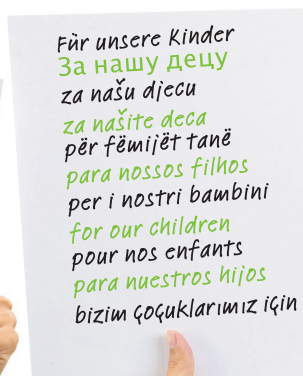 Für unsere Kinder
За нашу децу
za našu djecu
za našite deca
për fëmijët tanë
para nossos filhos
per i nostri bambini
for our children
pour nos enfants
para nuestros hijos
bizim çoçuklarımız için